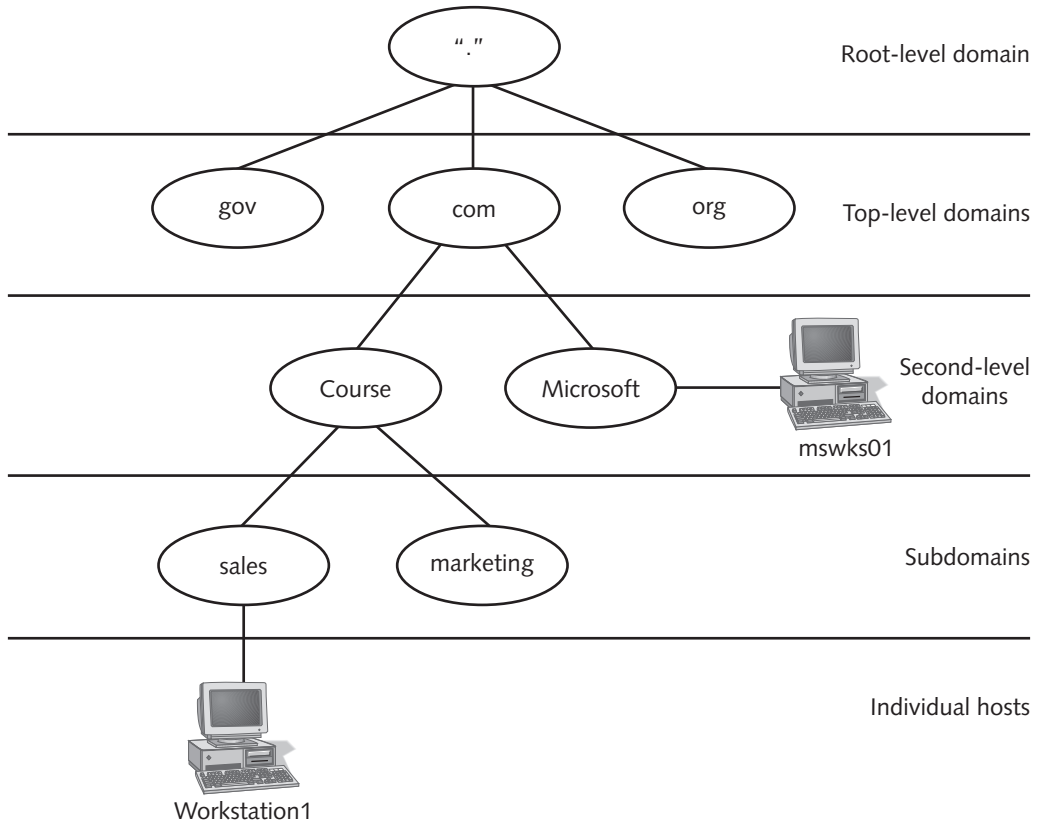 “.”
Root-level domain
gov
com
org
Top-level domains
Course
Microsoft
mswks01
Second-level
domains
sales
marketing
Subdomains
Workstation1
Individual hosts